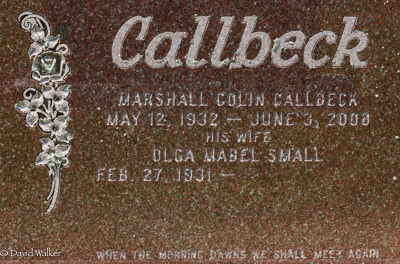 Callbeck
MARSHALL COLIN CALLBECK
MAY 12, 1932 — JUNE 3, 2008
HIS WIFE
OLGA MABEL SMALL
FEB. 27, 1931 —
WHEN THE MORNING DAWNS WE SHALL MEET AGAIN
© David Walker